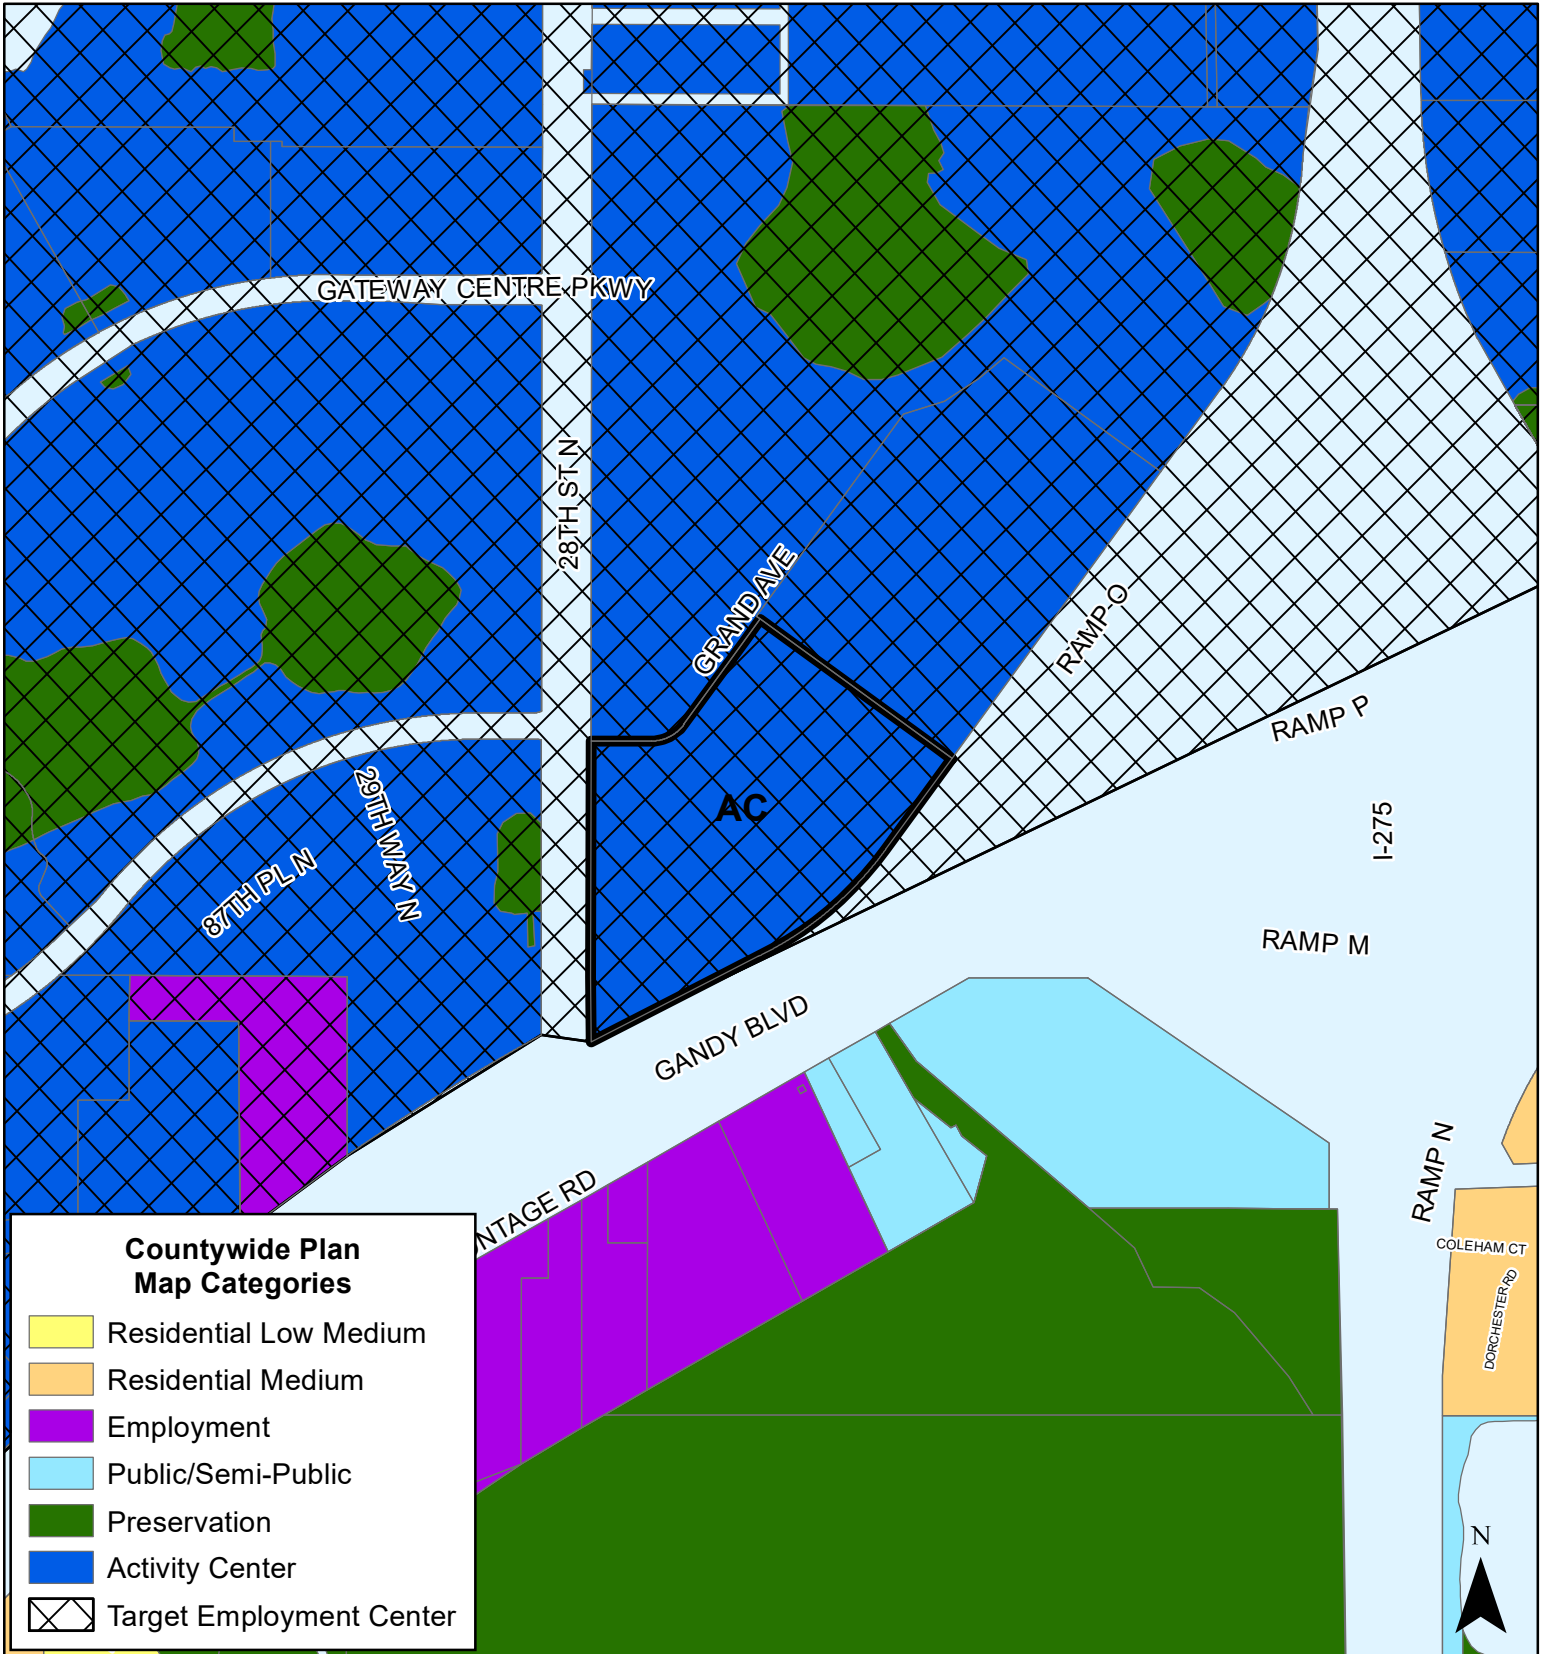 GATEWAY CENTRE PKWY
28TH ST N
GRAND AVE
RAMP O
RAMP P
AC
I-275
29TH WAY N
87TH PL N
RAMP M
GANDY BLVD
RAMP N
NTAGE RD
COLEHAM CT
DORCHESTER RD
Countywide Plan
Map Categories
Residential Low Medium
Residential Medium
Employment
Public/Semi-Public
Preservation
Activity Center
Target Employment Center
N